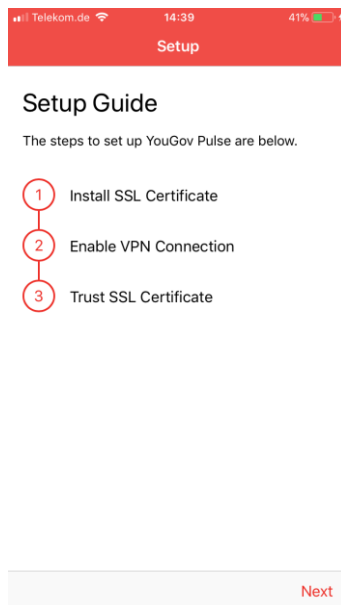 Telekom.de 14:39 41%
Setup
Setup Guide
The steps to set up YouGov Pulse are below.
1 Install SSL Certificate
2 Enable VPN Connection
3 Trust SSL Certificate
Next